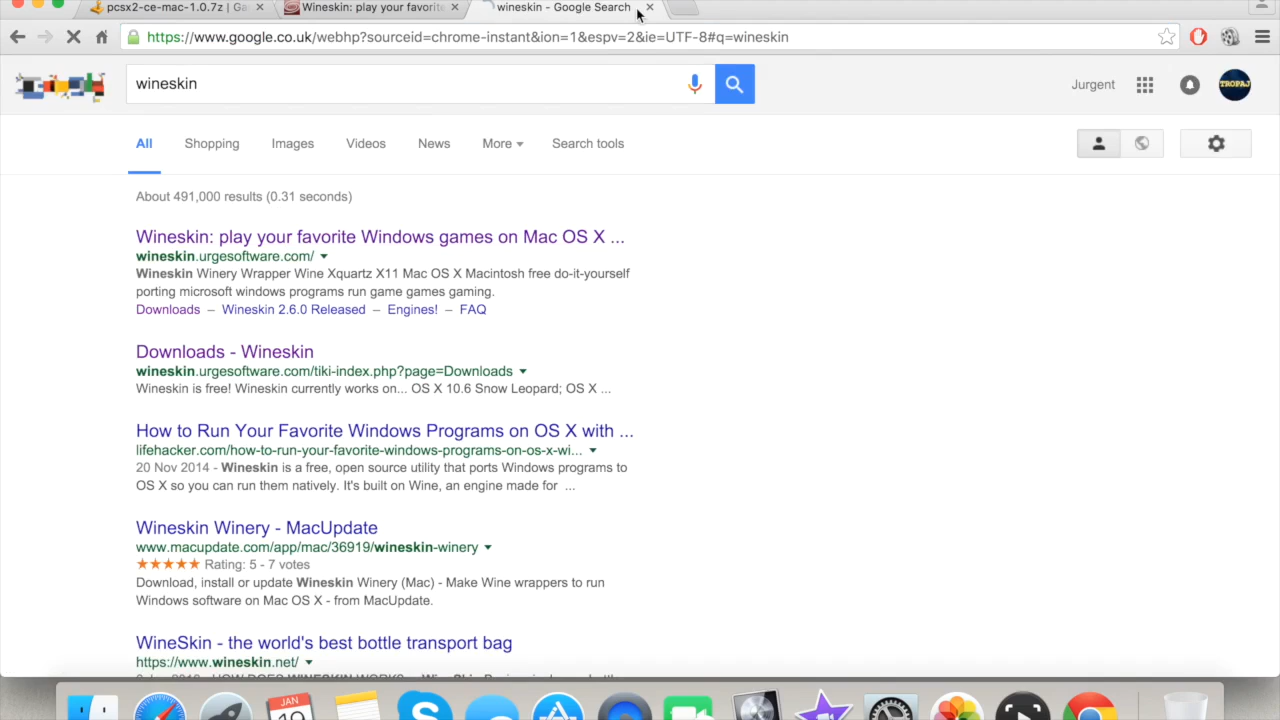 pcsx2-ce-mac-1.0.7z | Ga
Wineskin: play your favorite
wineskin - Google Search
https://www.google.co.uk/webhp?sourceid=chrome-instant&ion=1&espv=2&ie=UTF-8#q=wineskin
wineskin
Jurgent
TROPAJ
All Shopping Images Videos News More Search tools
About 491,000 results (0.31 seconds)
Wineskin: play your favorite Windows games on Mac OS X ...
wineskin.urgesoftware.com/
Wineskin Winery Wrapper Wine Xquartz X11 Mac OS X Macintosh free do-it-yourself
porting microsoft windows programs run game games gaming.
Downloads – Wineskin 2.6.0 Released – Engines! – FAQ
Downloads - Wineskin
wineskin.urgesoftware.com/tiki-index.php?page=Downloads
Wineskin is free! Wineskin currently works on... OS X 10.6 Snow Leopard; OS X ...
How to Run Your Favorite Windows Programs on OS X with ...
lifehacker.com/how-to-run-your-favorite-windows-programs-on-os-x-wi...
20 Nov 2014 - Wineskin is a free, open source utility that ports Windows programs to
OS X so you can run them natively. It's built on Wine, an engine made for ...
Wineskin Winery - MacUpdate
www.macupdate.com/app/mac/36919/wineskin-winery
Rating: 5 - 7 votes
Download, install or update Wineskin Winery (Mac) - Make Wine wrappers to run
Windows software on Mac OS X - from MacUpdate.
WineSkin - the world's best bottle transport bag
https://www.wineskin.net/
JAN